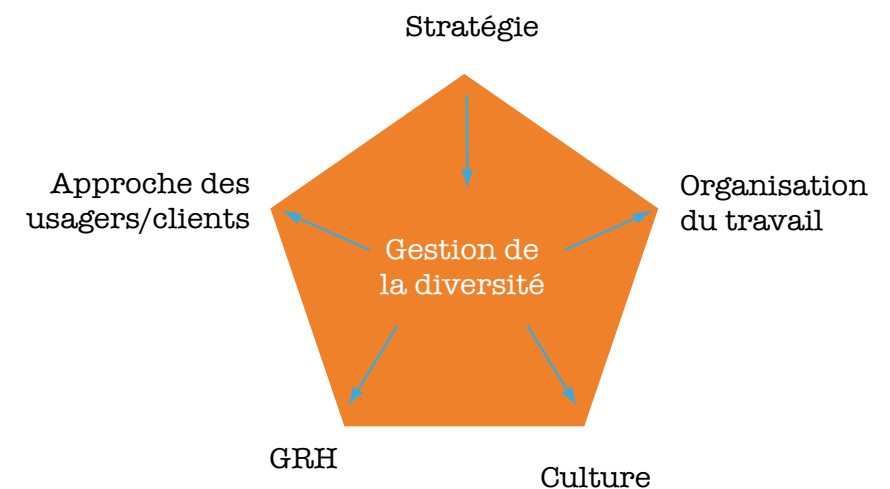 Stratégie
Approche des
usagers/clients
Organisation
du travail
Gestion de
la diversité
GRH
Culture